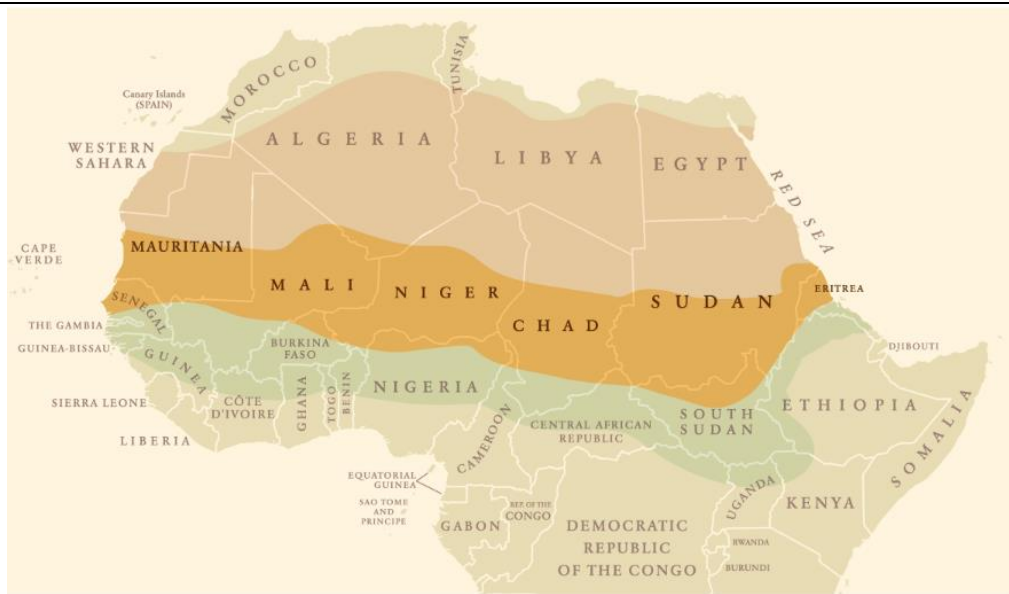 TUNISIA
MOROCCO
Canary Islands
(SPAIN)
ALGERIA
LIBYA
EGYPT
WESTERN
SAHARA
RED SEA
CAPE
VERDE
MAURITANIA
MALI
NIGER
CHAD
SUDAN
ERITREA
SENEGAL
THE GAMBIA
GUINEA-BISSAU
GUINEA
BURKINA
FASO
DJIBOUTI
SIERRA LEONE
CÔTE
D'IVOIRE
GHANA
TOGO
BENIN
NIGERIA
SOUTH
SUDAN
ETHIOPIA
SOMALIA
LIBERIA
CAMEROON
CENTRAL AFRICAN
REPUBLIC
EQUATORIAL
GUINEA
SAO TOME
AND
PRINCIPE
GABON
REP. OF THE
CONGO
UGANDA
KENYA
DEMOCRATIC
REPUBLIC
OF THE CONGO
RWANDA
BURUNDI